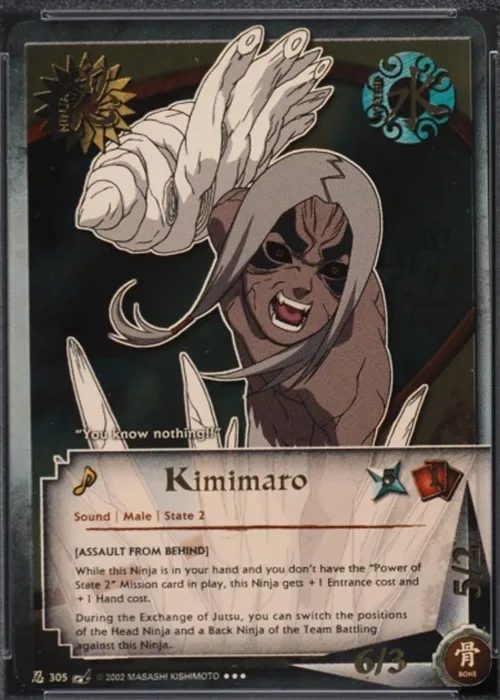 NINJA
WATER
水
"You know nothing!!"
Kimimaro
5
1
Sound | Male | State 2
[ASSAULT FROM BEHIND]
While this Ninja is in your hand and you don't have the "Power of
State 2" Mission card in play, this Ninja gets +1 Entrance cost and
+1 Hand cost.
During the Exchange of Jutsu, you can switch the positions
of the Head Ninja and a Back Ninja of the Team Battling
against this Ninja.
5/2
6/3
骨
BONE
305
© 2002 MASASHI KISHIMOTO